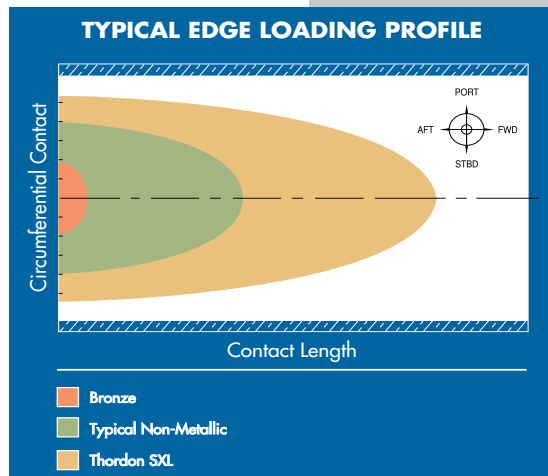 TYPICAL EDGE LOADING PROFILE
PORT
AFT FWD
STBD
Circumferential Contact
Contact Length
Bronze
Typical Non-Metallic
Thordon SXL